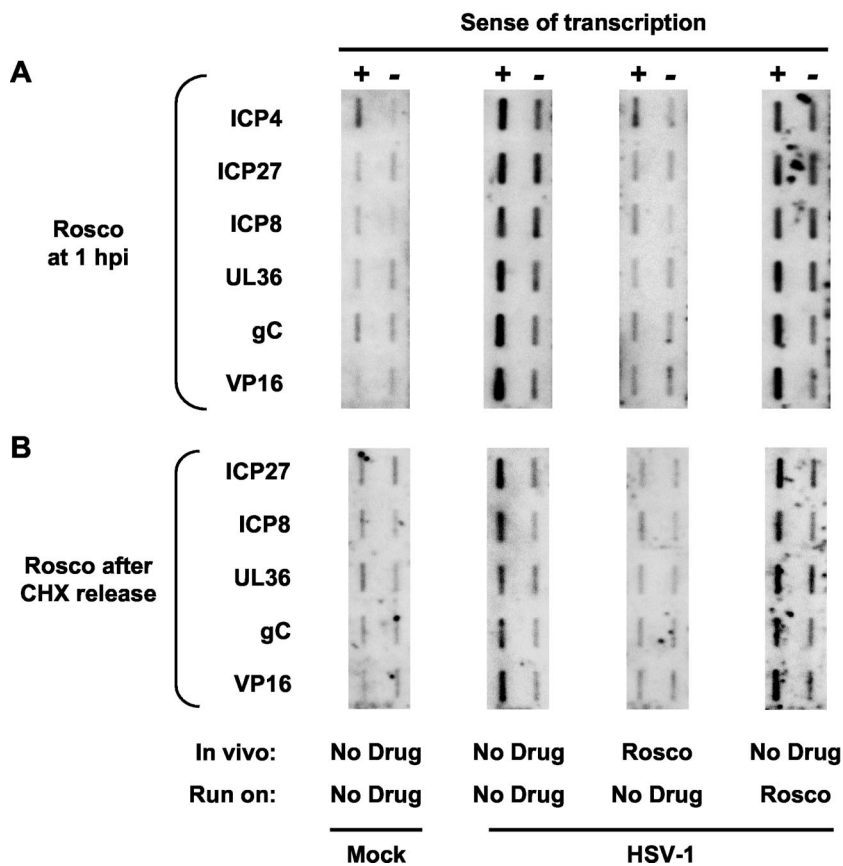 Sense of transcription
A
+ - + - + - + -
ICP4
ICP27
ICP8
UL36
gC
VP16
Rosco
at 1 hpi
B
ICP27
ICP8
UL36
gC
VP16
Rosco after
CHX release
In vivo: No Drug No Drug Rosco No Drug
Run on: No Drug No Drug No Drug Rosco
Mock HSV-1